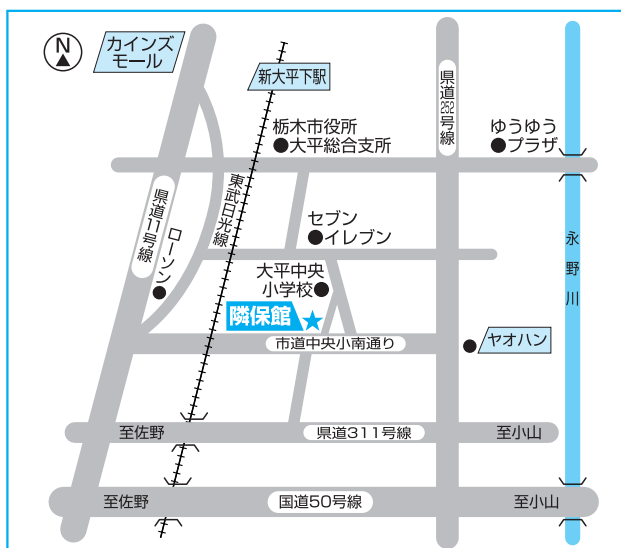 N
カインズ
モール
新大平下駅
県道252号線
栃木市役所
大平総合支所
ゆうゆう
プラザ
東武日光線
県道11号線
ローソン
セブン
イレブン
永野川
大平中央
小学校
隣保館
市道中央小南通り
ヤオハン
至佐野
県道311号線
至小山
至佐野
国道50号線
至小山